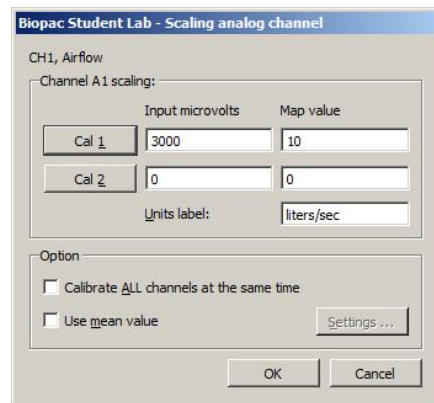 Biopac Student Lab - Scaling analog channel
CH1, Airflow
Channel A1 scaling:
Input microvolts Map value
Cal 1 3000 10
Cal 2 0 0
Units label: liters/sec
Option
Calibrate ALL channels at the same time
Use mean value Settings ...
OK Cancel